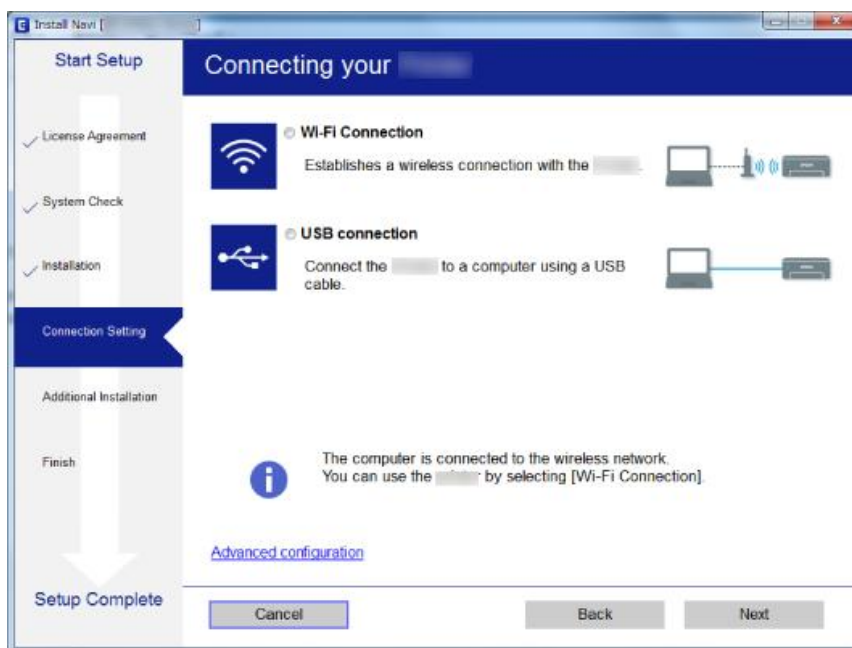 Install Navi [ ]
Start Setup
License Agreement
System Check
Installation
Connection Setting
Additional Installation
Finish
Setup Complete
Connecting your
Wi-Fi Connection
Establishes a wireless connection with the .
USB connection
Connect the to a computer using a USB
cable.
The computer is connected to the wireless network.
You can use the by selecting [Wi-Fi Connection].
Advanced configuration
Cancel
Back
Next